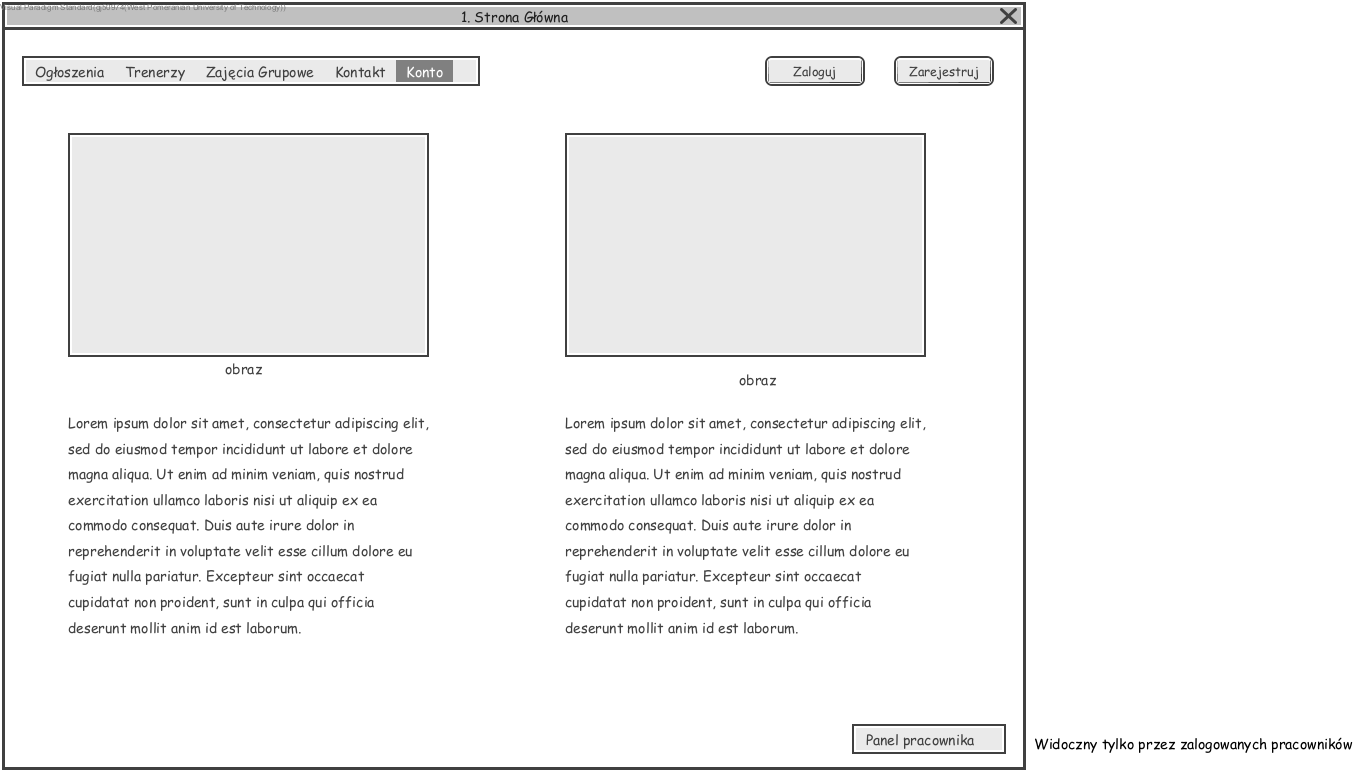 Visual Paradigm Standard(gb50974(West Pomeranian University of Technology))
1. Strona Główna
Ogłoszenia Trenerzy Zajęcia Grupowe Kontakt Konto
Zaloguj
Zarejestruj
obraz
Lorem ipsum dolor sit amet, consectetur adipiscing elit,
sed do eiusmod tempor incididunt ut labore et dolore
magna aliqua. Ut enim ad minim veniam, quis nostrud
exercitation ullamco laboris nisi ut aliquip ex ea
commodo consequat. Duis aute irure dolor in
reprehenderit in voluptate velit esse cillum dolore eu
fugiat nulla pariatur. Excepteur sint occaecat
cupidatat non proident, sunt in culpa qui officia
deserunt mollit anim id est laborum.
obraz
Lorem ipsum dolor sit amet, consectetur adipiscing elit,
sed do eiusmod tempor incididunt ut labore et dolore
magna aliqua. Ut enim ad minim veniam, quis nostrud
exercitation ullamco laboris nisi ut aliquip ex ea
commodo consequat. Duis aute irure dolor in
reprehenderit in voluptate velit esse cillum dolore eu
fugiat nulla pariatur. Excepteur sint occaecat
cupidatat non proident, sunt in culpa qui officia
deserunt mollit anim id est laborum.
Panel pracownika
Widoczny tylko przez zalogowanych pracowników